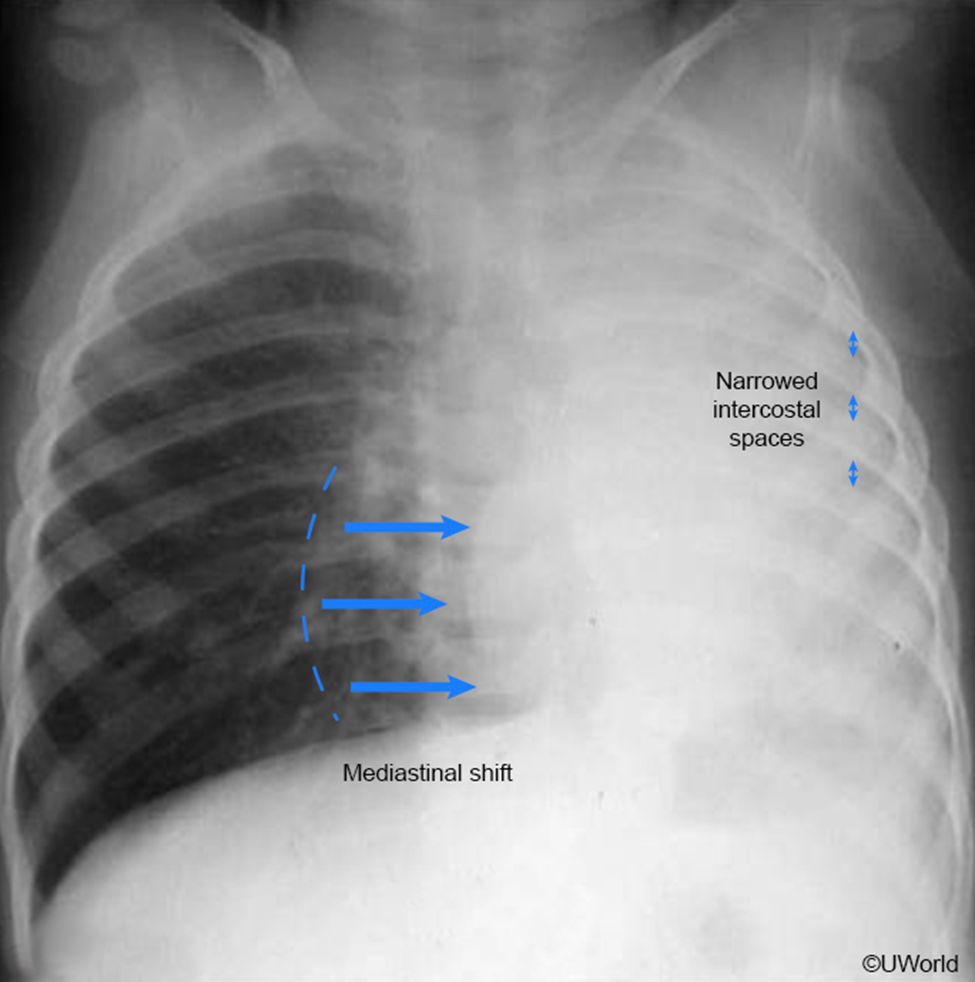 Narrowed
intercostal
spaces
Mediastinal shift
©UWorld